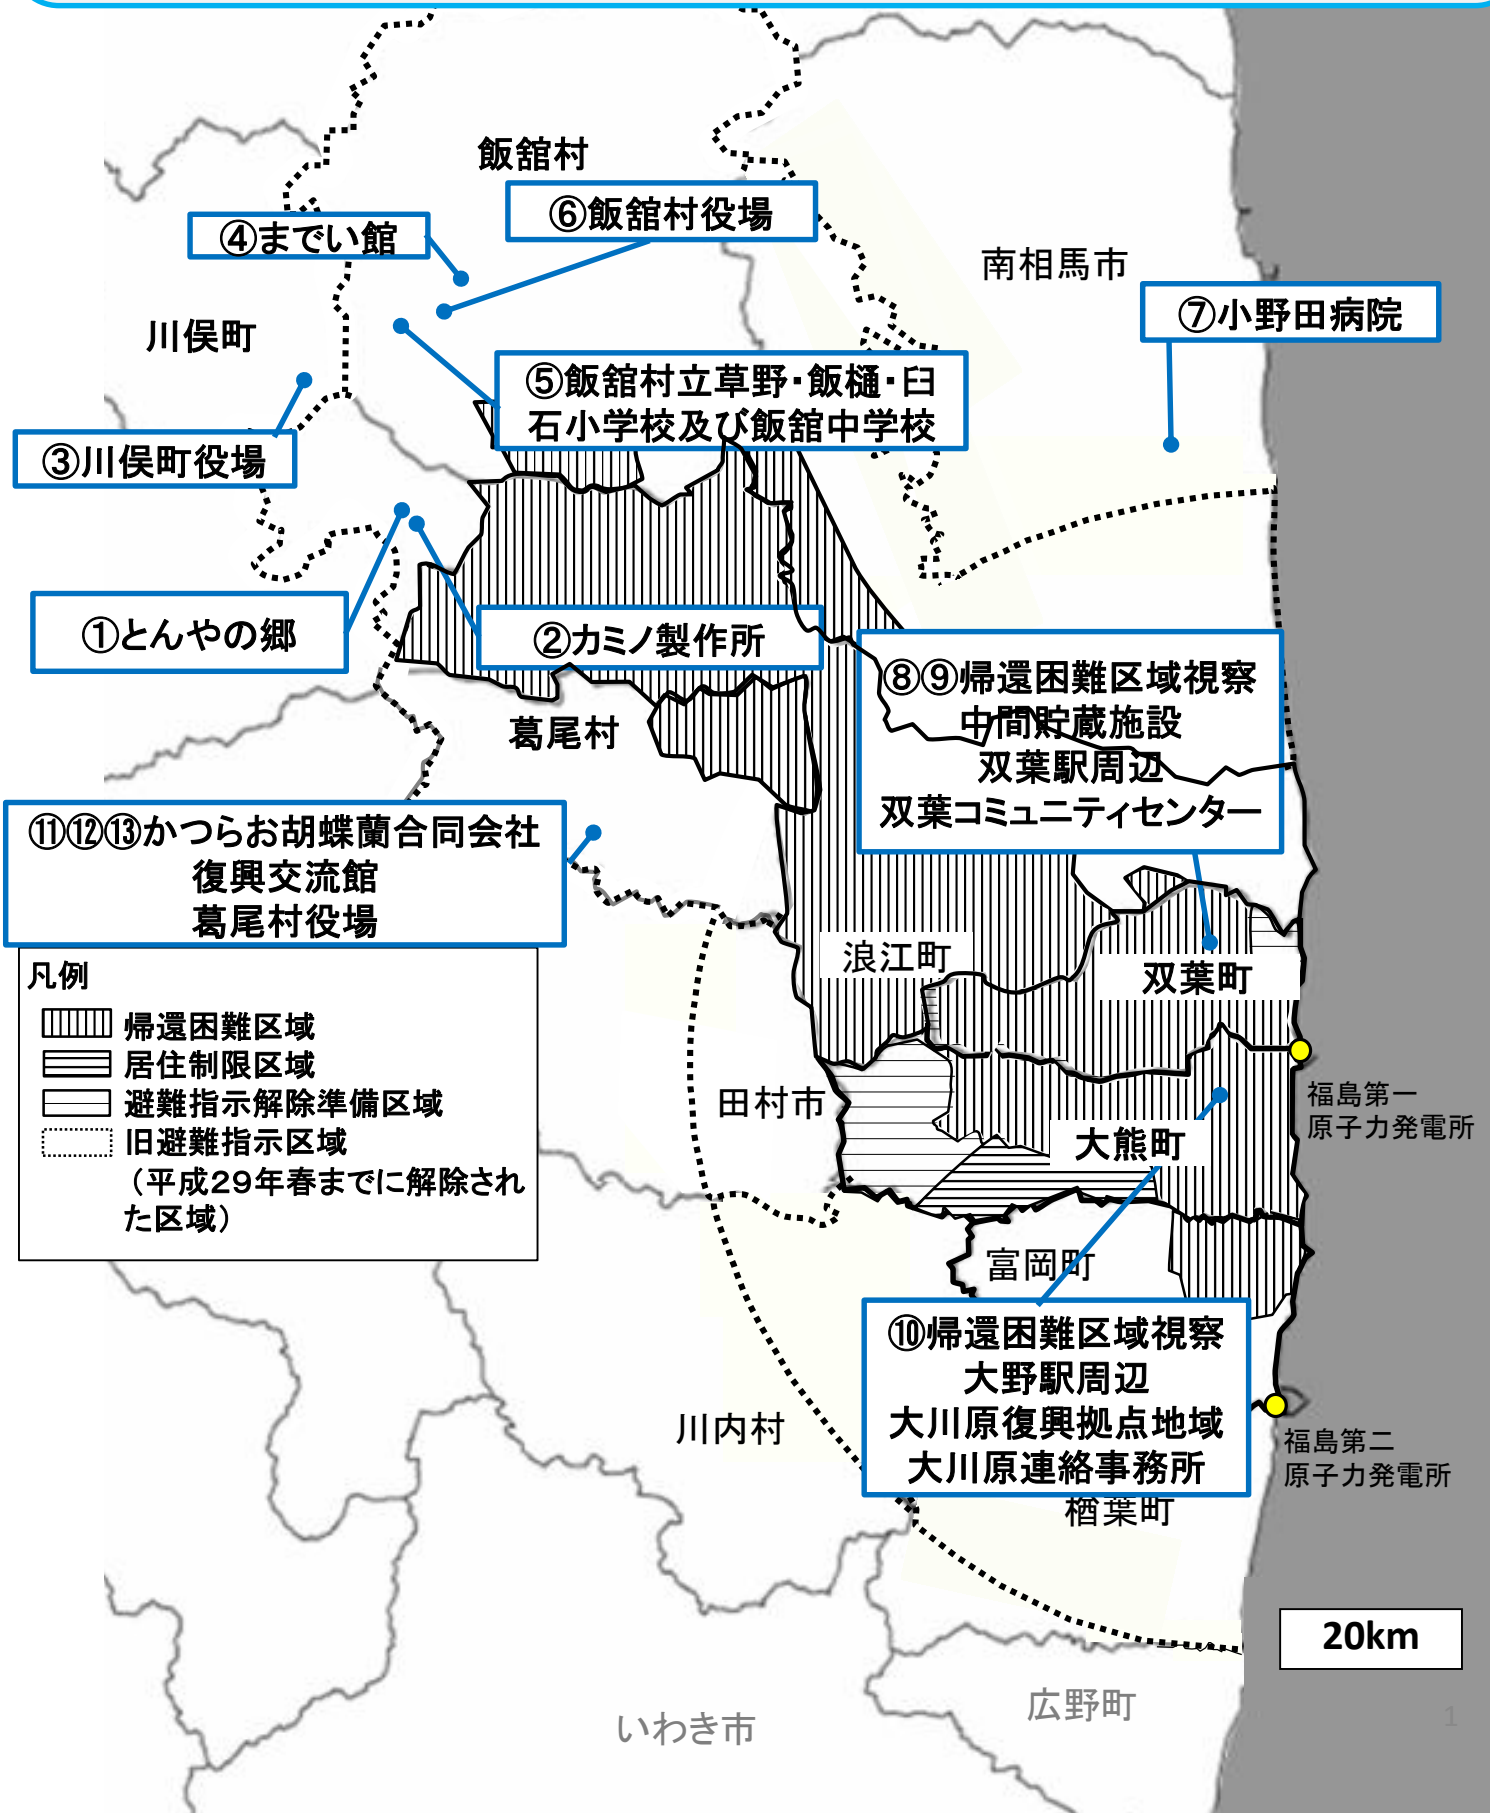 飯舘村
⑥飯舘村役場
④までい館
南相馬市
⑦小野田病院
川俣町
⑤飯舘村立草野・飯樋・臼
石小学校及び飯舘中学校
③川俣町役場
①とんやの郷
②カミノ製作所
⑧⑨帰還困難区域視察
中間貯蔵施設
双葉駅周辺
双葉コミュニティセンター
葛尾村
⑪⑫⑬かつらお胡蝶蘭合同会社
復興交流館
葛尾村役場
浪江町
双葉町
凡例
帰還困難区域
居住制限区域
避難指示解除準備区域
旧避難指示区域
（平成29年春までに解除され
た区域）
田村市
福島第一
原子力発電所
大熊町
富岡町
⑩帰還困難区域視察
大野駅周辺
大川原復興拠点地域
大川原連絡事務所
川内村
福島第二
原子力発電所
楢葉町
20km
広野町
いわき市
1